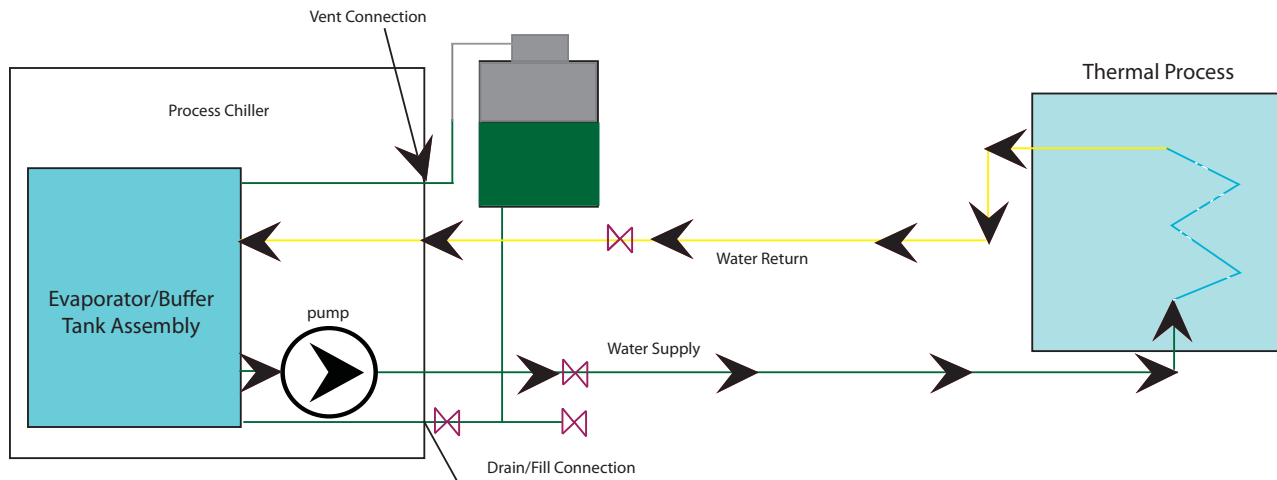 Vent Connection
Thermal Process
Process Chiller
Water Return
Evaporator/Buffer
Tank Assembly
pump
Water Supply
Drain/Fill Connection